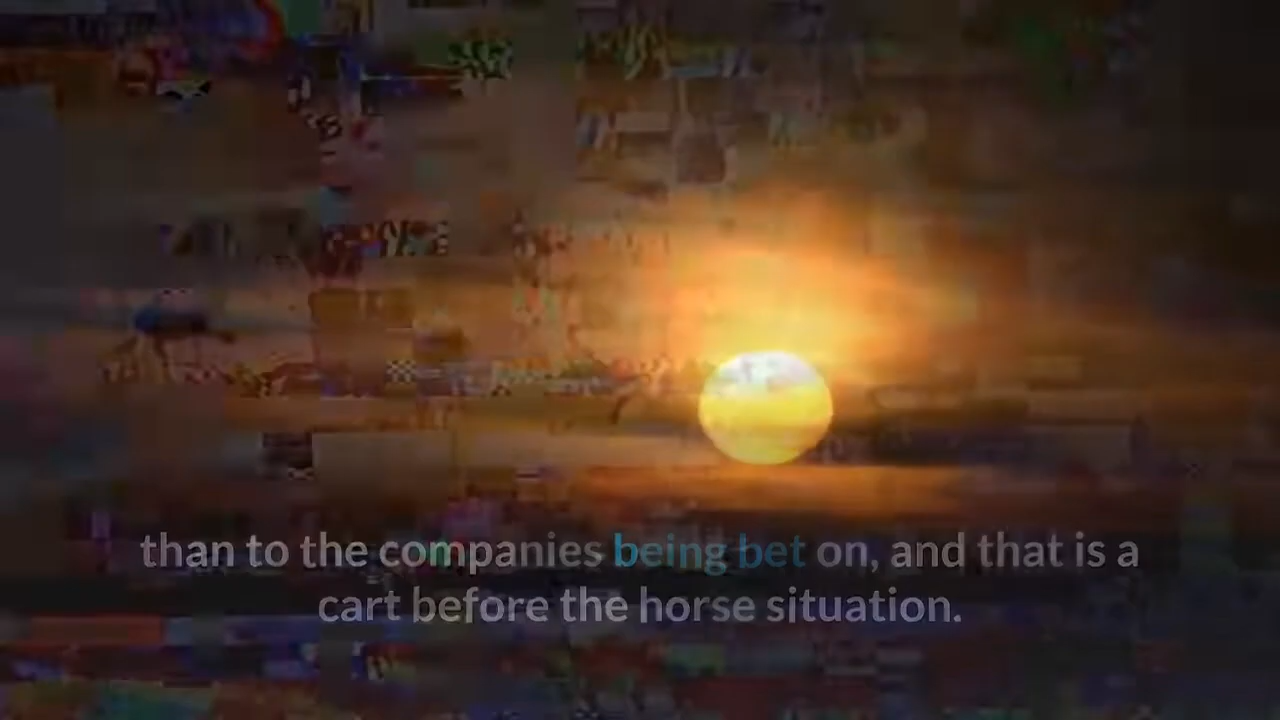 than to the companies being bet on, and that is a
cart before the horse situation.